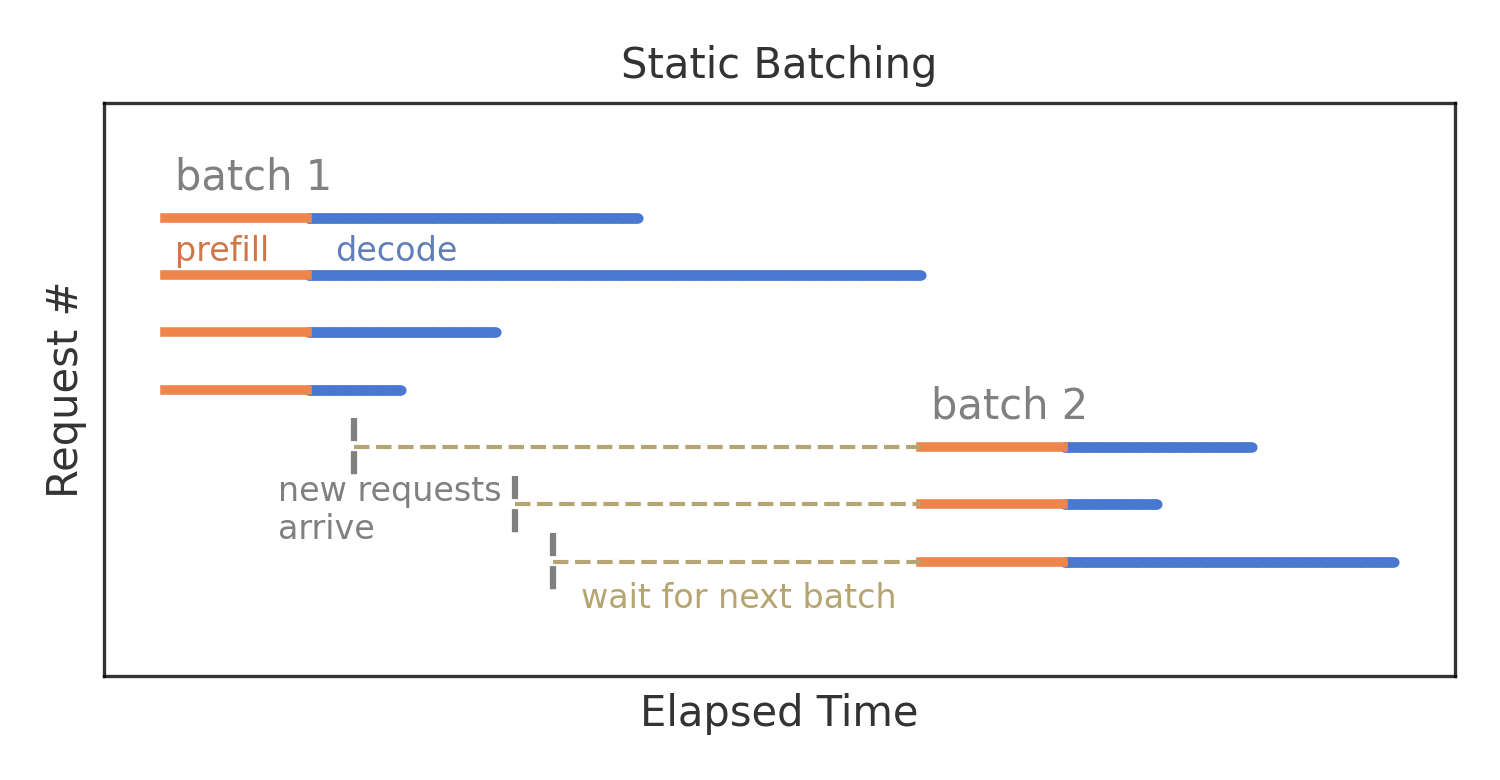 Static Batching
batch 1
prefill
decode
batch 2
new requests
arrive
wait for next batch
Request #
Elapsed Time